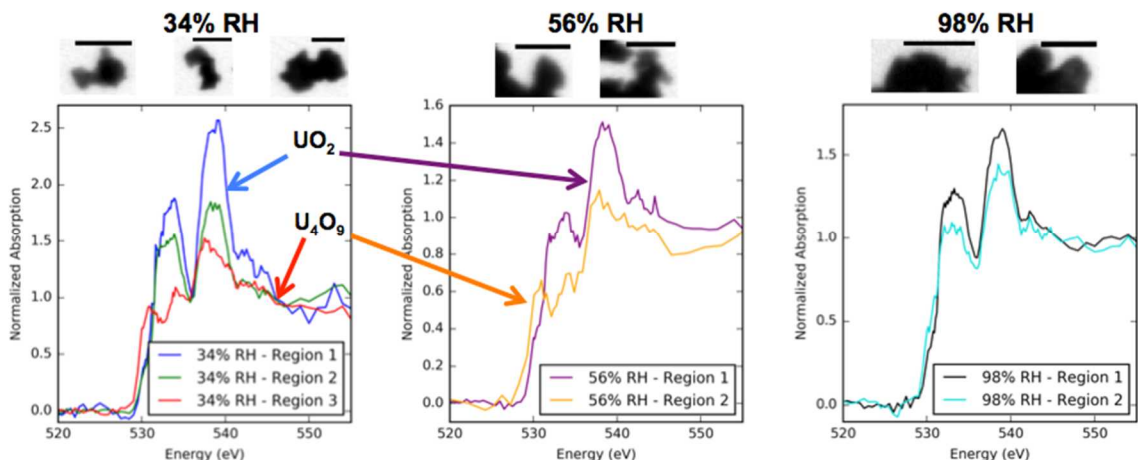 34% RH
56% RH
98% RH
UO2
U4O9
Normalized Absorption
2.5
2.0
1.5
1.0
0.5
0.0
520
530
540
550
Energy (eV)
34% RH - Region 1
34% RH - Region 2
34% RH - Region 3
Normalized Absorption
1.6
1.4
1.2
1.0
0.8
0.6
0.4
0.2
0.0
520
530
540
550
Energy (eV)
56% RH - Region 1
56% RH - Region 2
Normalized Absorption
1.5
1.0
0.5
0.0
520
530
540
550
Energy (eV)
98% RH - Region 1
98% RH - Region 2